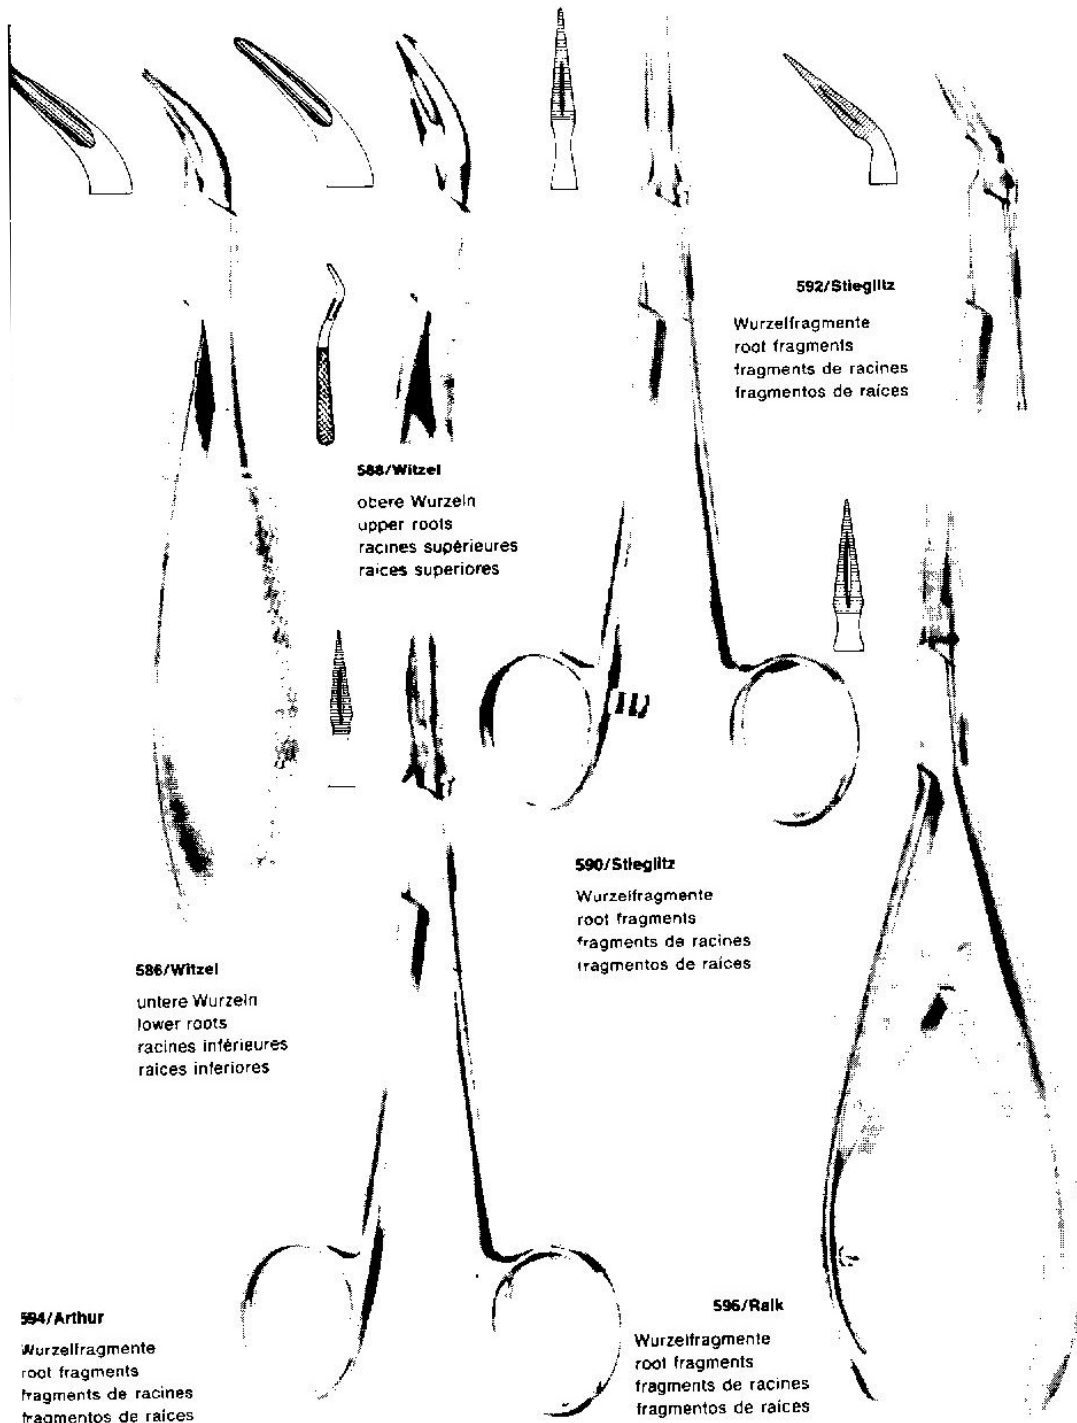 592/Stieglitz
Wurzelfragmente
root fragments
fragments de racines
fragmentos de raíces
588/Witzel
obere Wurzeln
upper roots
racines supérieures
raices superiores
590/Stieglitz
Wurzelfragmente
root fragments
fragments de racines
fragmentos de raíces
586/Witzel
untere Wurzeln
lower roots
racines inférieures
raices inferiores
594/Arthur
Wurzelfragmente
root fragments
fragments de racines
fragmentos de raíces
596/Ralk
Wurzelfragmente
root fragments
fragments de racines
fragmentos de raíces